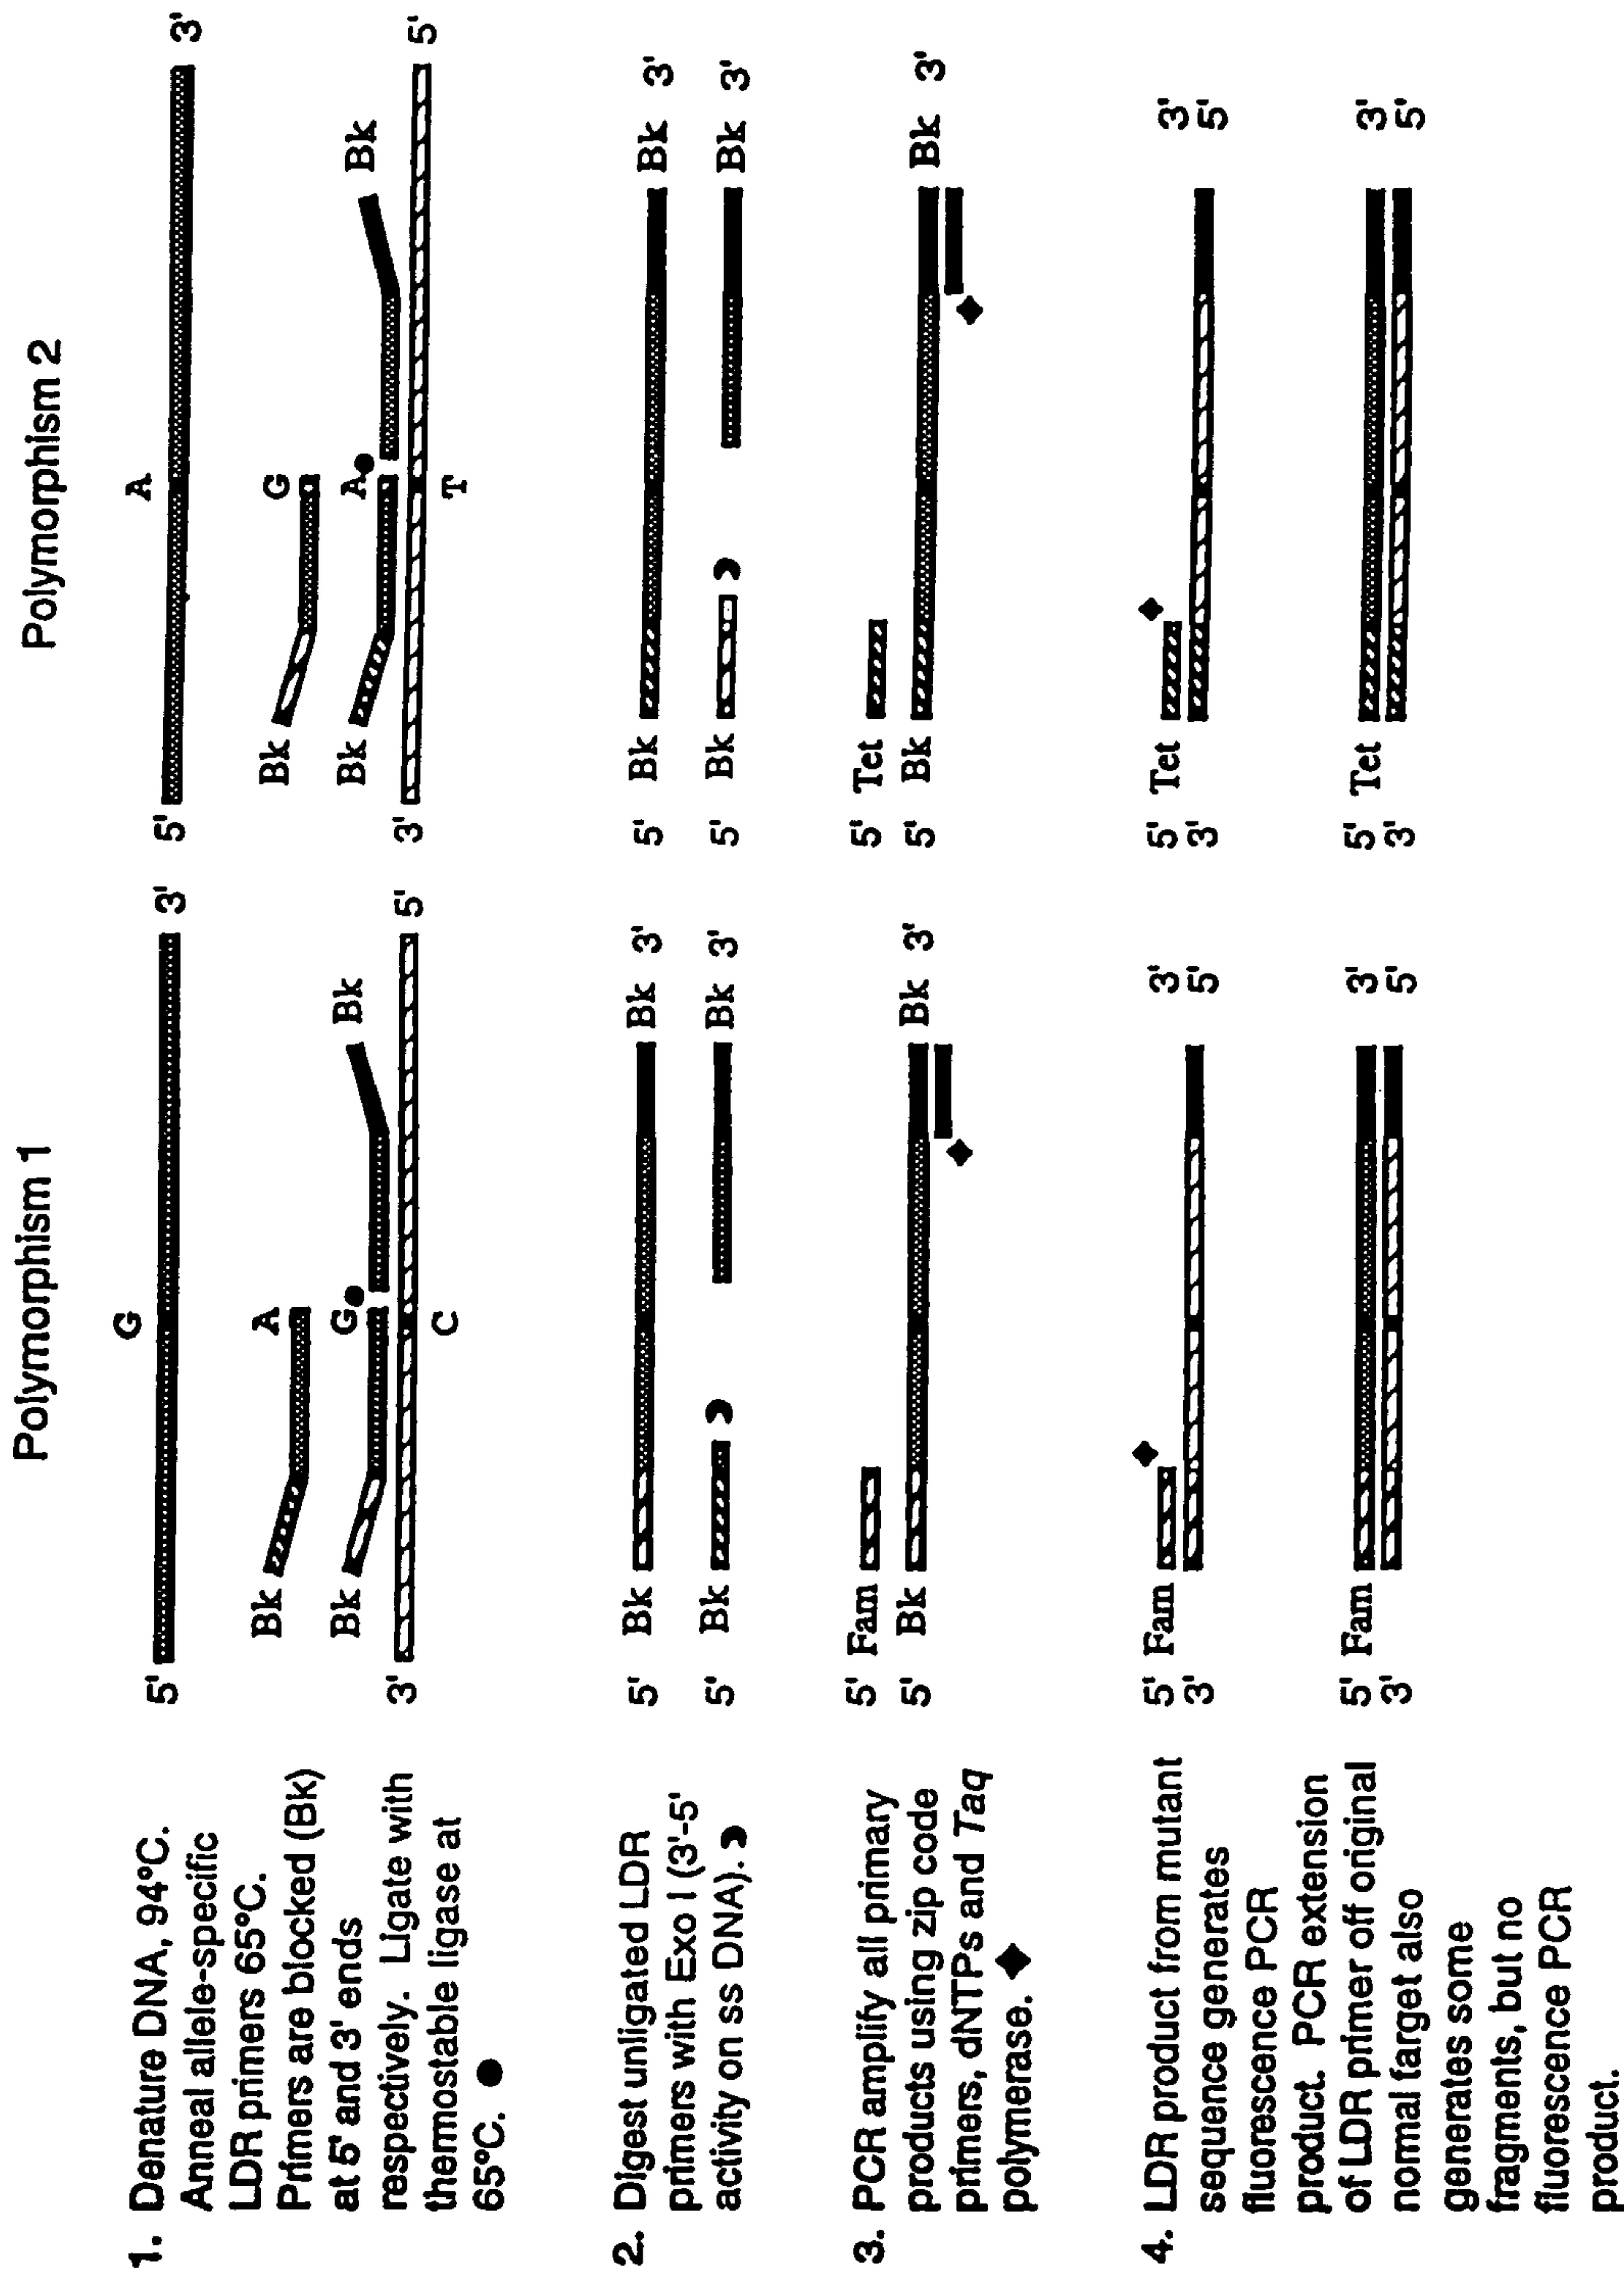 Polymorphism 1
Polymorphism 2
1. Denature DNA, 94°C.
Anneal allele-specific
LDR primers 65°C.
Primers are blocked (Bk)
at 5' and 3' ends
respectively. Ligate with
thermostable ligase at
65°C.
5' G 3'
Bk A
Bk G Bk
3' C 5'
5' A 3'
Bk G
Bk A Bk
3' T 5'
2. Digest unligated LDR
primers with Exo I (3'-5'
activity on ss DNA).
5' Bk Bk 3'
5' Bk Bk 3'
5' Bk Bk 3'
5' Bk Bk 3'
3. PCR amplify all primary
products using zip code
primers, dNTPs and Taq
polymerase.
5' Fam
5' Bk Bk 3'
5' Tet
5' Bk Bk 3'
4. LDR product from mutant
sequence generates
fluorescence PCR
product. PCR extension
of LDR primer off original
normal target also
generates some
fragments, but no
fluorescence PCR
product.
5' Fam 3'
3' 5'
5' Tet 3'
3' 5'
5' Fam 3'
3' 5'
5' Tet 3'
3' 5'